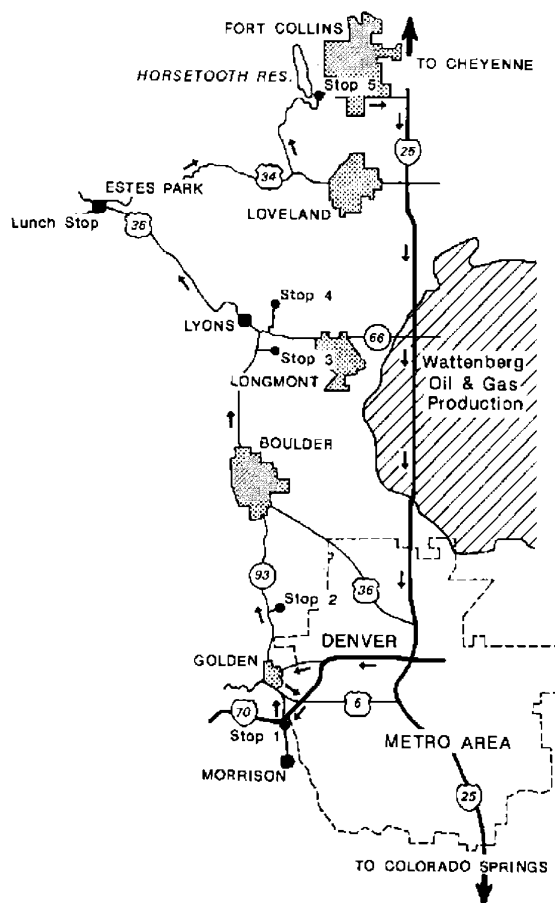 FORT COLLINS
TO CHEYENNE
HORSETOOTH RES.
Stop 5
25
34
ESTES PARK
LOVELAND
Lunch Stop
36
Stop 4
LYONS
66
Stop 3
LONGMONT
Wattenberg
Oil & Gas
Production
BOULDER
93
36
Stop 2
DENVER
GOLDEN
6
70
Stop 1
METRO AREA
MORRISON
25
TO COLORADO SPRINGS